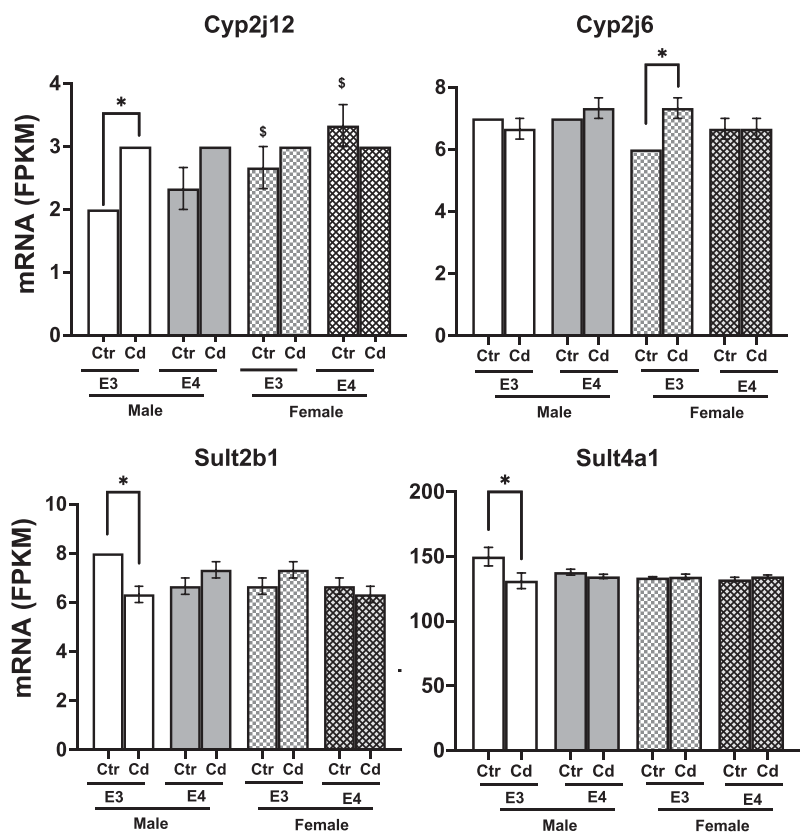 Cyp2j12
Cyp2j6
mRNA (FPKM)
4
3
2
1
0
*
$
$
Ctr Cd Ctr Cd Ctr Cd Ctr Cd
E3 E4 E3 E4
Male Female
8
6
4
2
0
*
Ctr Cd Ctr Cd Ctr Cd Ctr Cd
E3 E4 E3 E4
Male Female
Sult2b1
Sult4a1
mRNA (FPKM)
10
8
6
4
2
0
*
Ctr Cd Ctr Cd Ctr Cd Ctr Cd
E3 E4 E3 E4
Male Female
200
150
100
50
0
*
Ctr Cd Ctr Cd Ctr Cd Ctr Cd
E3 E4 E3 E4
Male Female